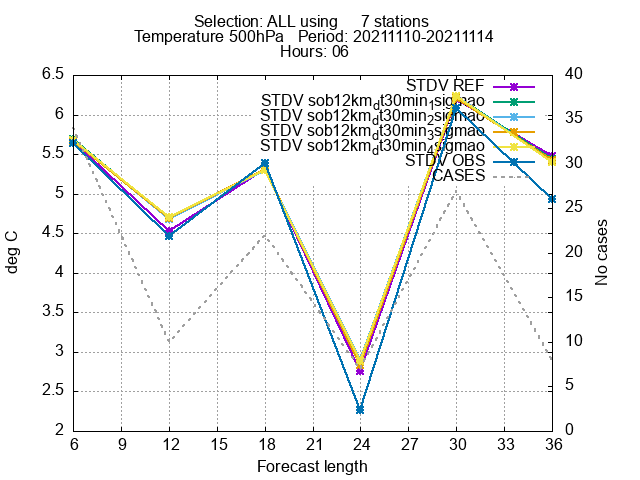 Selection: ALL using 7 stations
Temperature 500hPa Period: 20211110-20211114
Hours: 06
STDV REF
STDV sob12km_dt30min_1sigmao
STDV sob12km_dt30min_2sigmao
STDV sob12km_dt30min_3sigmao
STDV sob12km_dt30min_4sigmao
STDV OBS
CASES
6.5
6
5.5
5
4.5
4
3.5
3
2.5
2
deg C
40
35
30
25
20
15
10
5
0
No cases
6 9 12 15 18 21 24 27 30 33 36
Forecast length